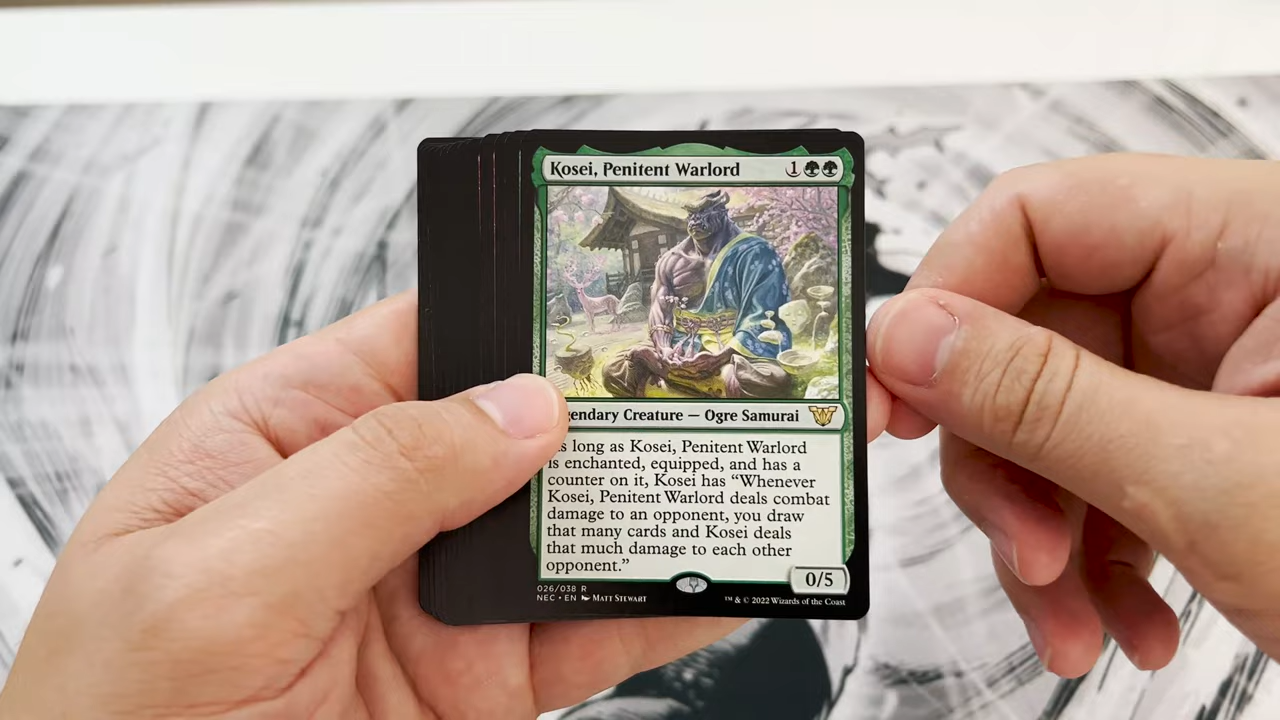 Kosei, Penitent Warlord 1
gendary Creature — Ogre Samurai
s long as Kosei, Penitent Warlord
is enchanted, equipped, and has a
counter on it, Kosei has “Whenever
Kosei, Penitent Warlord deals combat
damage to an opponent, you draw
that many cards and Kosei deals
that much damage to each other
opponent.”
0/5
026/038 R
NEC • EN Matt Stewart
™ & © 2022 Wizards of the Coast